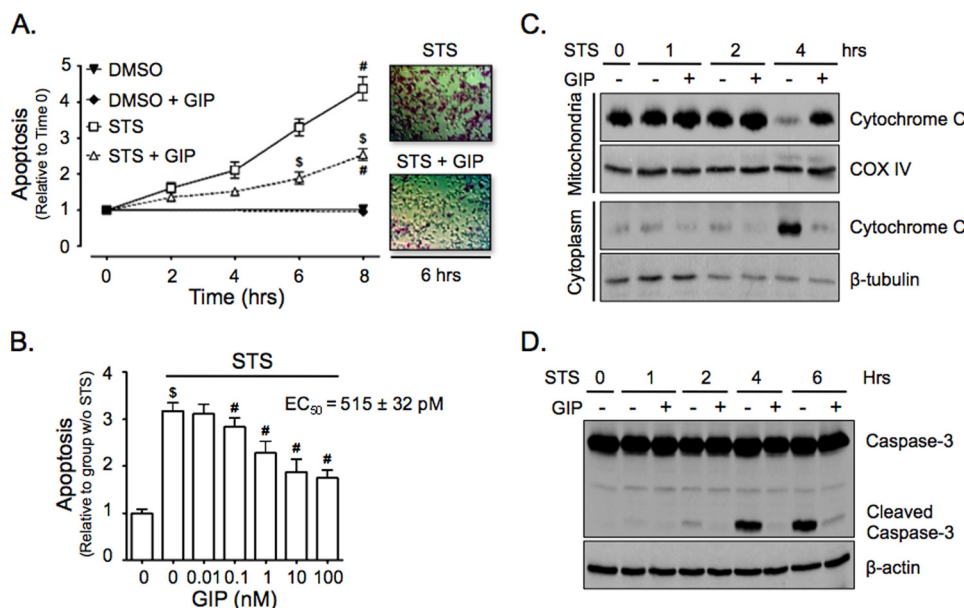 A.
Apoptosis
(Relative to Time 0)
5
4
3
2
1
0
DMSO
DMSO + GIP
STS
STS + GIP
#
$
$
#
0 2 4 6 8
Time (hrs)
STS
STS + GIP
6 hrs
B.
STS
EC50 = 515 ± 32 pM
Apoptosis
(Relative to group w/o STS)
4
3
2
1
0
$
#
#
#
#
0 0 0.01 0.1 1 10 100
GIP (nM)
C.
STS 0 1 2 4 hrs
GIP - - + - + - +
Mitochondria
Cytochrome C
COX IV
Cytoplasm
Cytochrome C
β-tubulin
D.
STS 0 1 2 4 6 Hrs
GIP - - + - + - + - +
Caspase-3
Cleaved
Caspase-3
β-actin